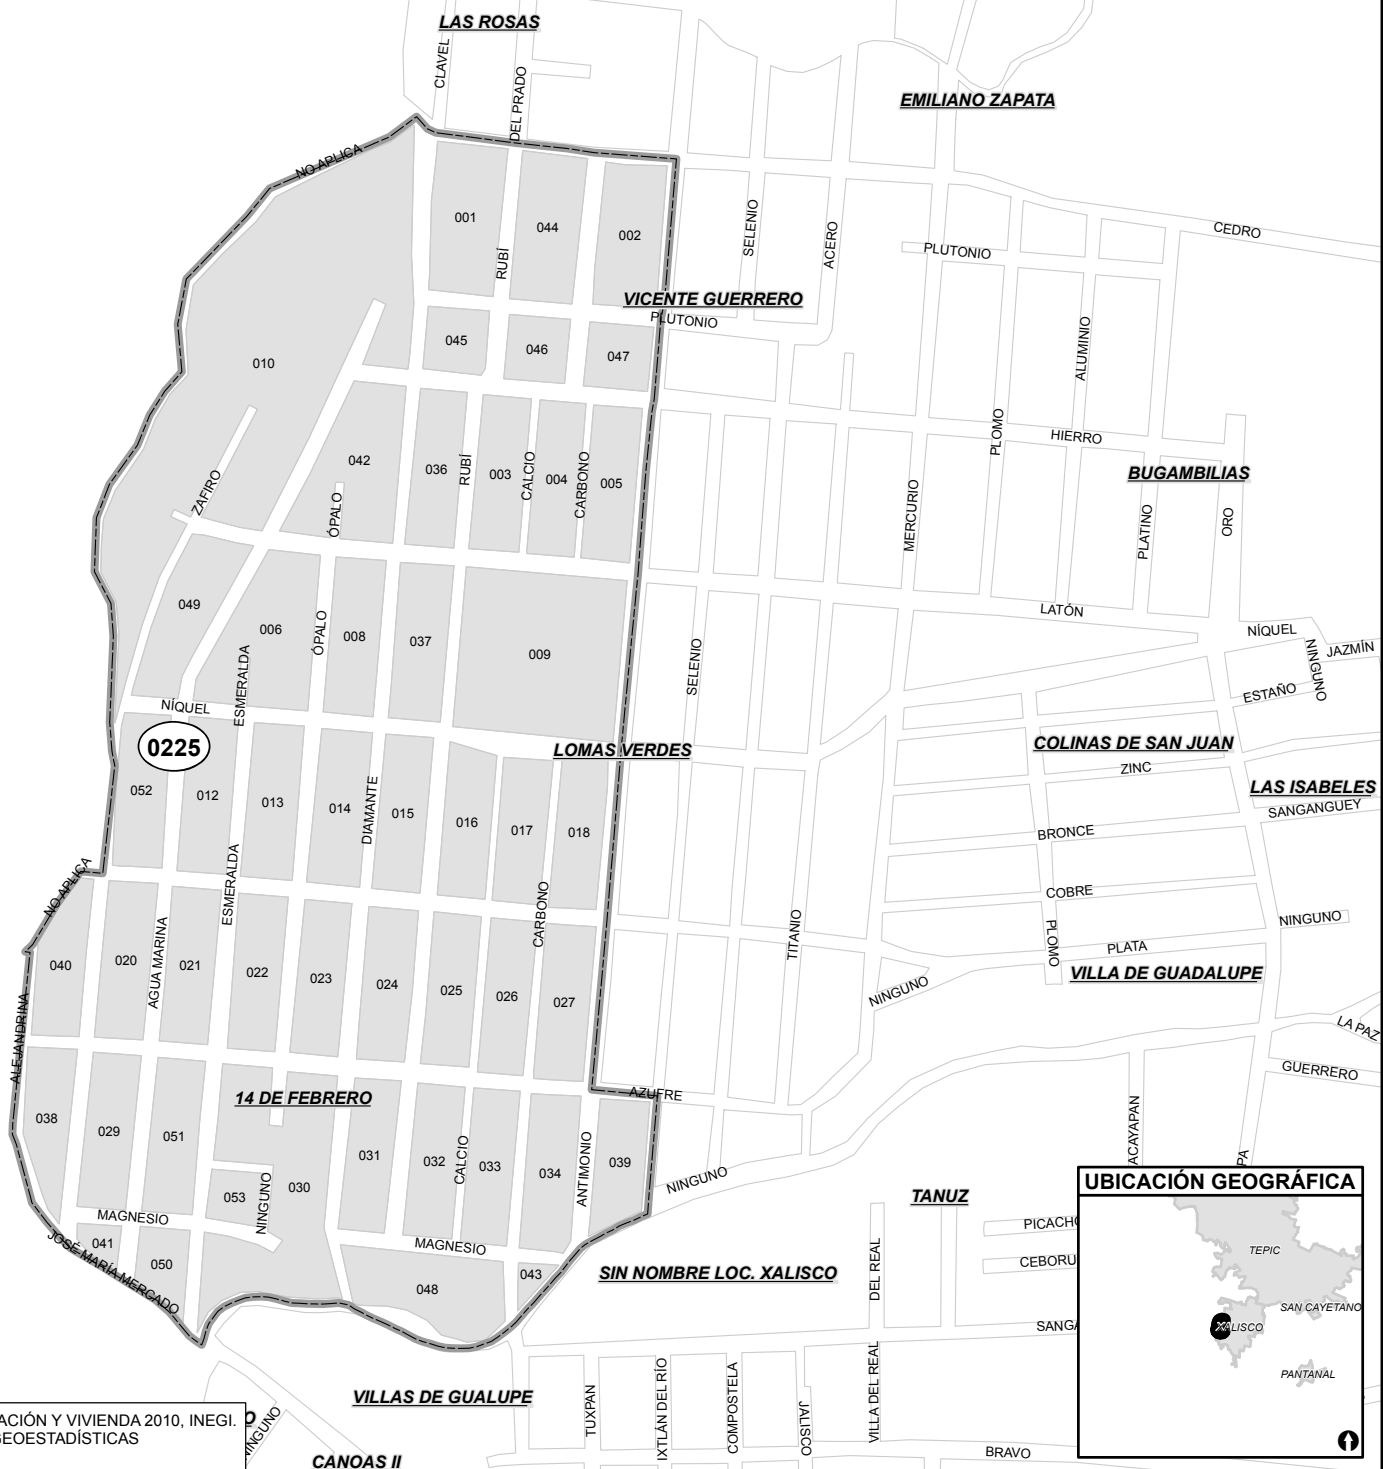 LAS ROSAS
CLAVEL
DEL PRADO
EMILIANO ZAPATA
NO APLICA
001
044
002
RUBÍ
SELENIO
ACERO
PLUTONIO
CEDRO
VICENTE GUERRERO
PLUTONIO
045
046
047
010
ALUMINIO
PLOMO
HIERRO
BUGAMBILIAS
042
036
RUBÍ
003
CALCIO
004
CARBONO
005
ZAFIRO
ÓPALO
MERCURIO
PLATINO
ORO
049
006
ÓPALO
008
037
009
LATÓN
NÍQUEL
NINGUNO
JAZMÍN
ESTAÑO
ESMERALDA
SELENIO
NÍQUEL
0225
LOMAS VERDES
COLINAS DE SAN JUAN
ZINC
LAS ISABELES
SANGANGUEY
052
012
013
014
DIAMANTE
015
016
017
018
BRONCE
NO APLICA
ESMERALDA
CARBONO
COBRE
NINGUNO
TITANIO
PLOMO
PLATA
VILLA DE GUADALUPE
040
020
AGUA MARINA
021
022
023
024
025
026
027
NINGUNO
LA PAZ
ALEJANDRINA
GUERRERO
14 DE FEBRERO
AZUFRE
038
029
051
031
032
CALCIO
033
034
ANTIMONIO
039
ACAYAPAN
PA
053
NINGUNO
030
NINGUNO
TANUZ
MAGNESIO
MAGNESIO
041
050
JOSÉ MARÍA MERCADO
048
043
SIN NOMBRE LOC. XALISCO
DEL REAL
PICACHO
CEBORU
SANGA
UBICACIÓN GEOGRÁFICA
TEPIC
SAN CAYETANO
XALISCO
PANTANAL
VILLAS DE GUALUPE
TUXPAN
IXTLÁN DEL RÍO
COMPOSTELA
JALISCO
VILLA DEL REAL
BRAVO
CANOAS II
O
NINGUNO
ACIÓN Y VIVIENDA 2010, INEGI.
GEOESTADÍSTICAS